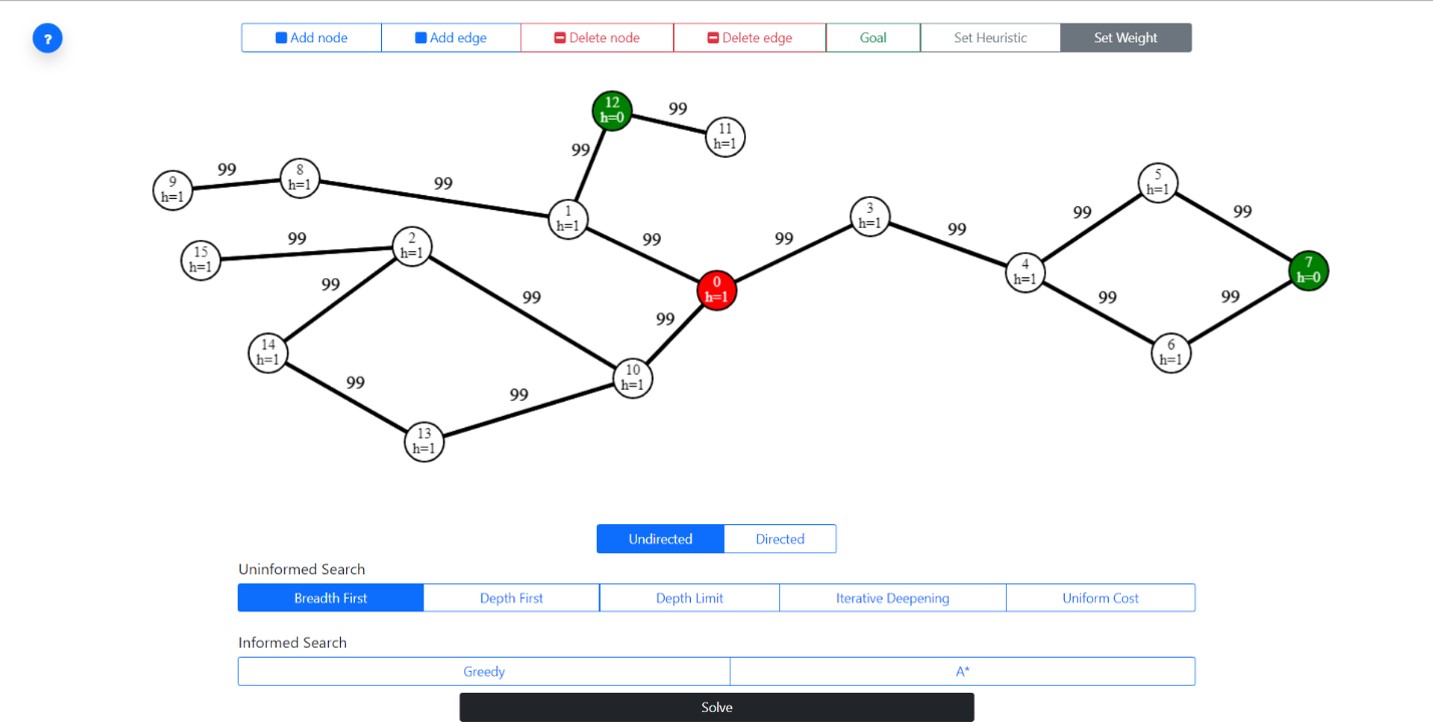 ?
Add node Add edge Delete node Delete edge Goal Set Heuristic Set Weight
12
h=0
99
11
h=1
99
9
h=1
99
8
h=1
99
1
h=1
5
h=1
3
h=1
99
99
99
99
99
99
15
h=1
99
2
h=1
4
h=1
7
h=0
0
h=1
99
99
99
99
99
14
h=1
6
h=1
10
h=1
99
99
13
h=1
Undirected Directed
Uninformed Search
Breadth First Depth First Depth Limit Iterative Deepening Uniform Cost
Informed Search
Greedy A*
Solve